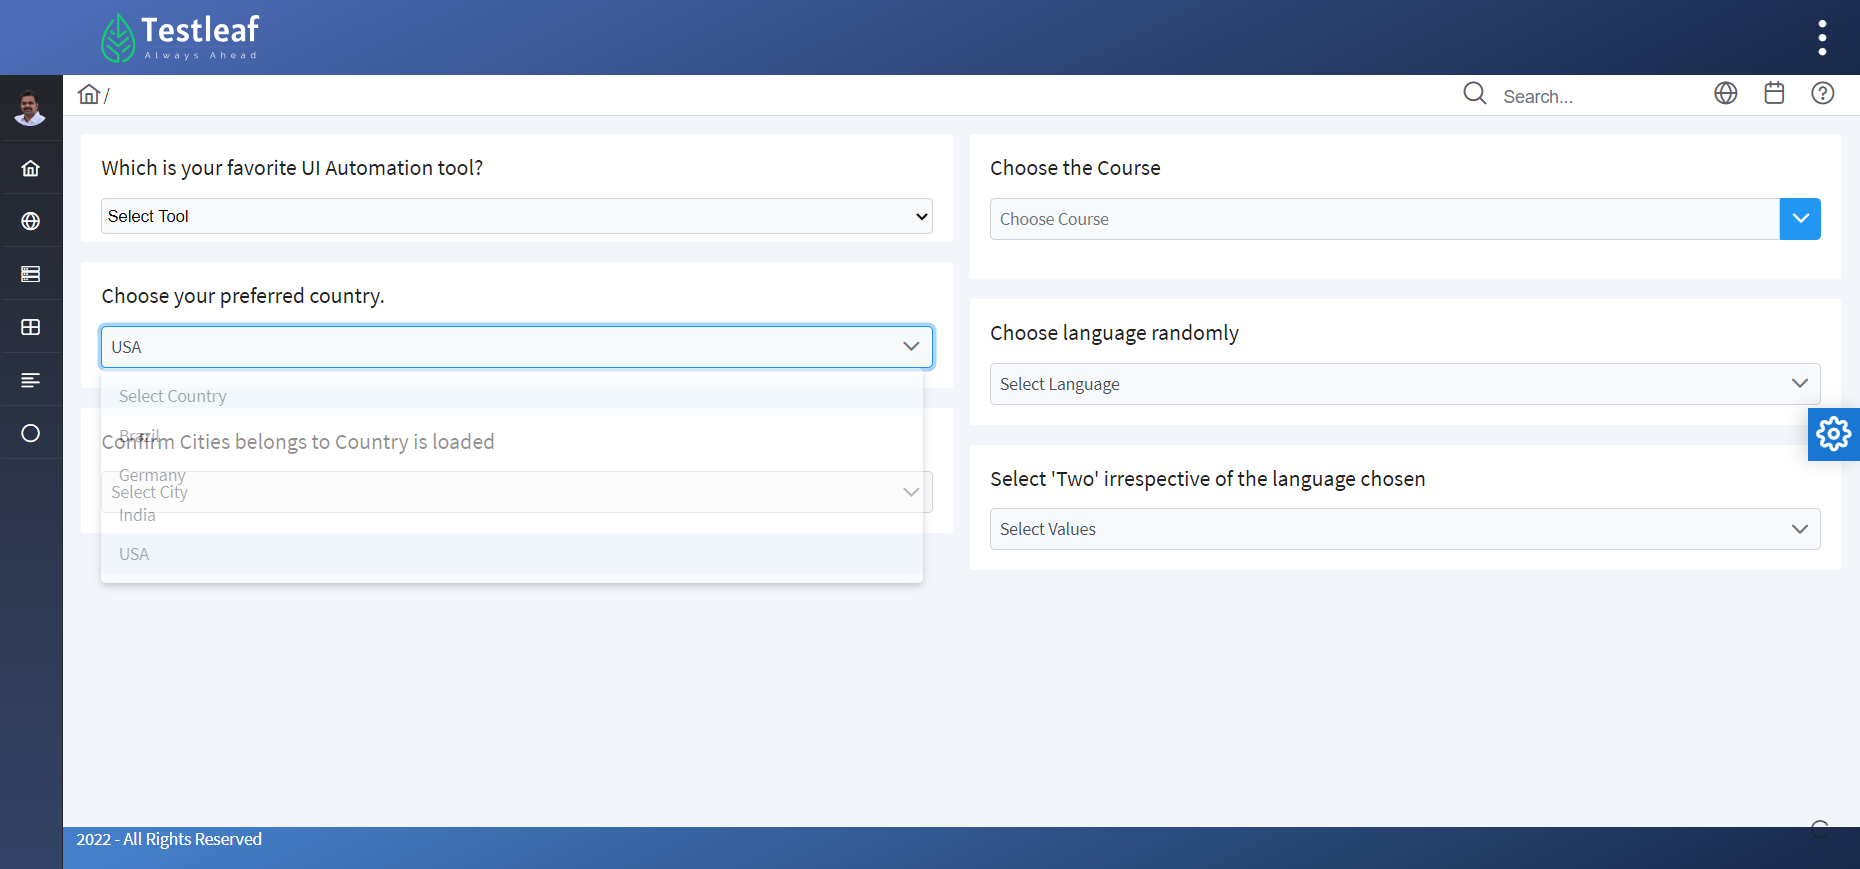 Testleaf
Always Ahead
/
Search...
Which is your favorite UI Automation tool?
Select Tool
Choose your preferred country.
USA
Select Country
Brazil
Confirm Cities belongs to Country is loaded
Germany
Select City
India
USA
Choose the Course
Choose Course
Choose language randomly
Select Language
Select 'Two' irrespective of the language chosen
Select Values
2022 - All Rights Reserved